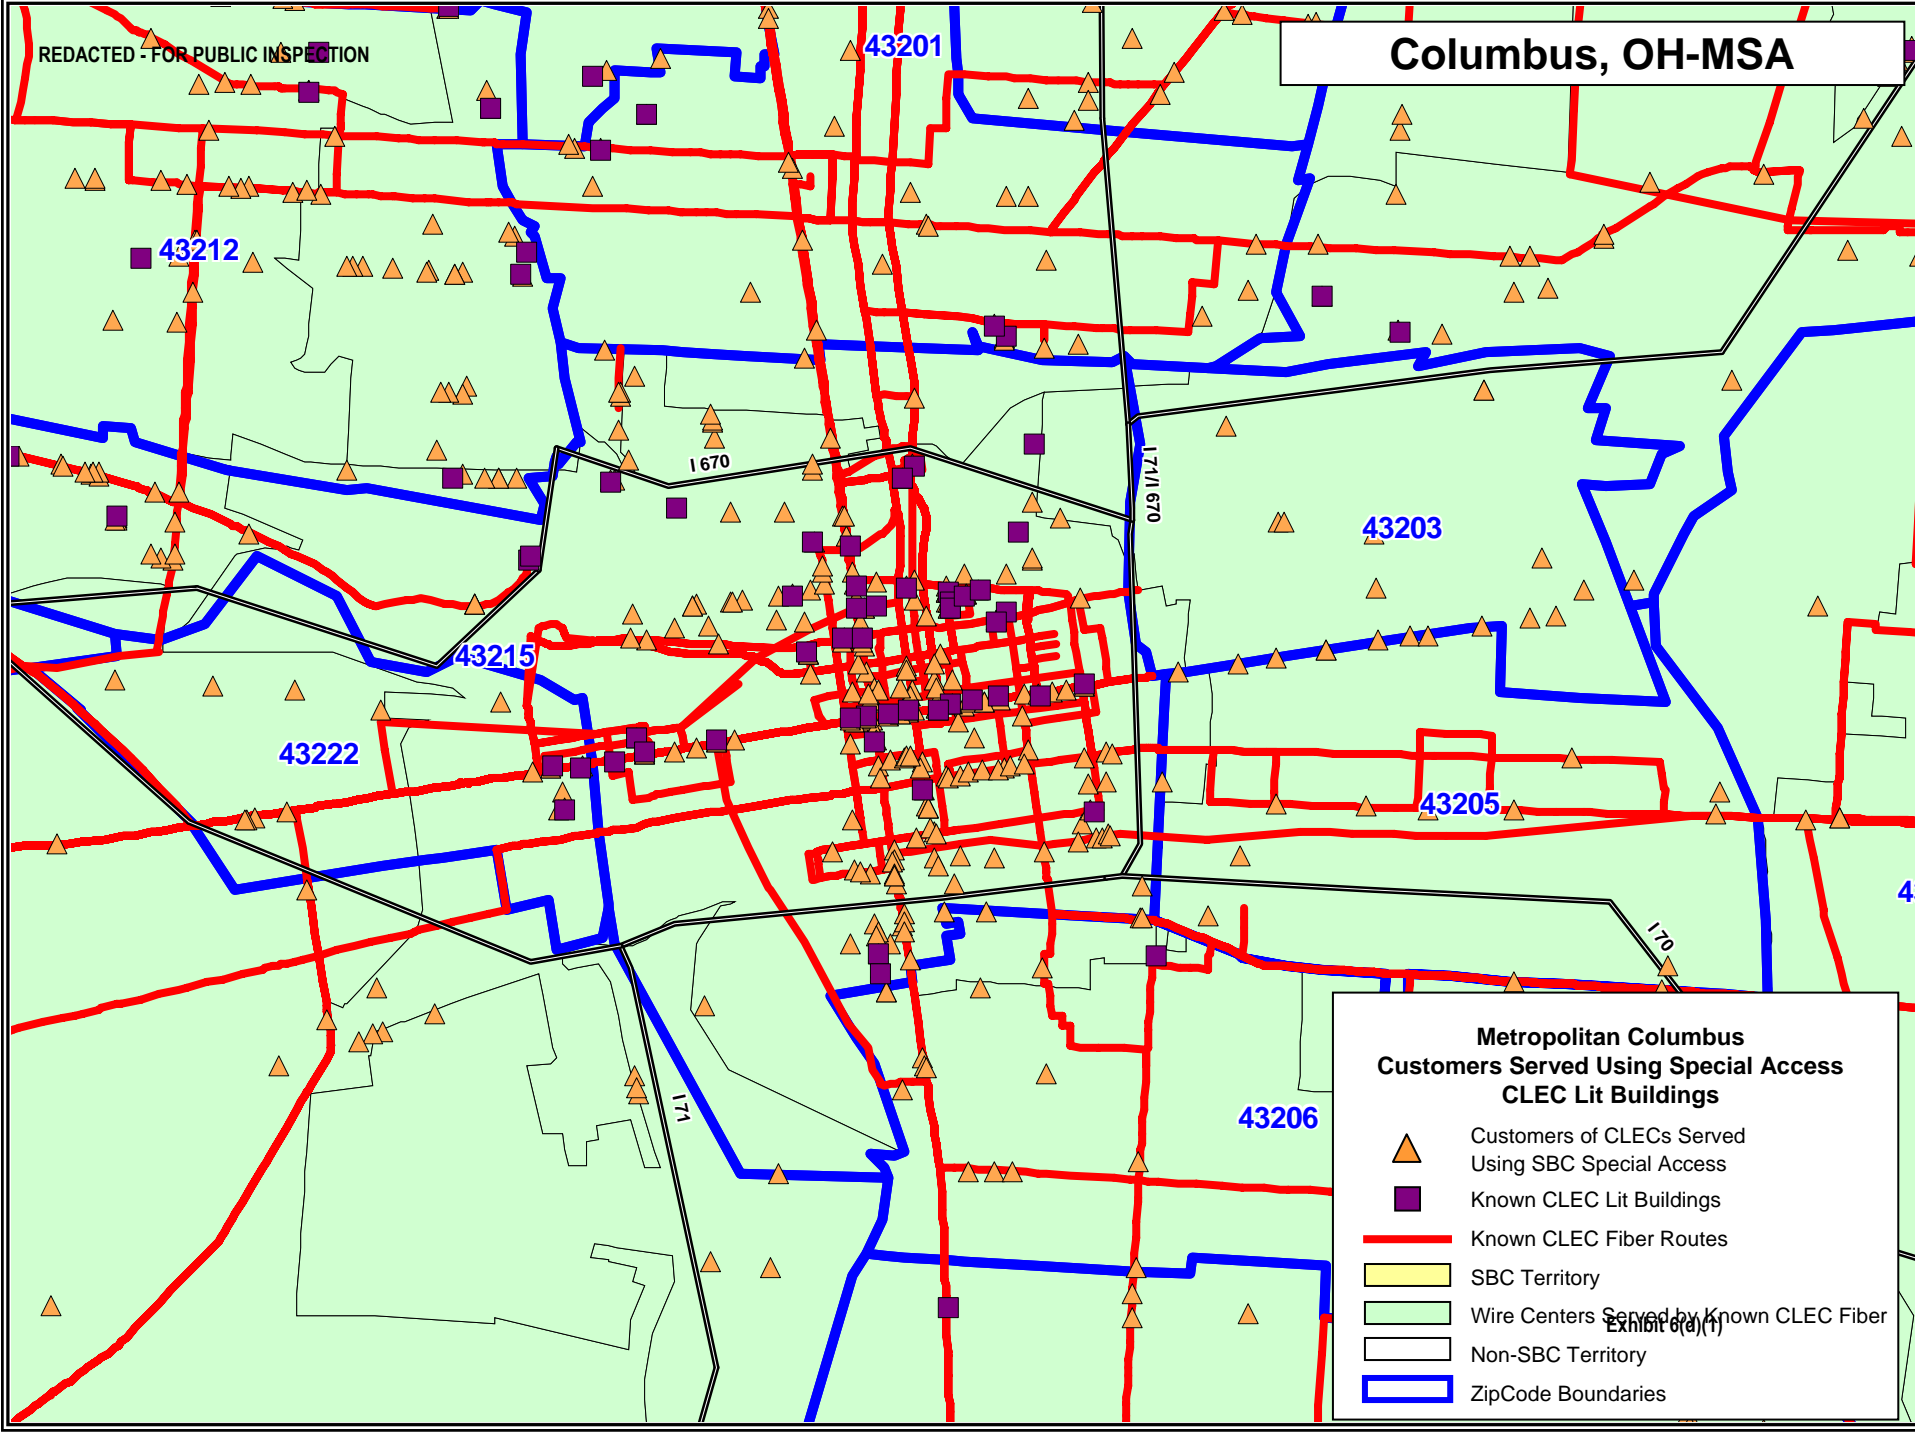 REDACTED - FOR PUBLIC INSPECTION
43201
Columbus, OH-MSA
43212
I 670
I 71/I 670
43203
43215
43222
43205
I 70
I 71
43206
Metropolitan Columbus
Customers Served Using Special Access
CLEC Lit Buildings
Customers of CLECs Served
Using SBC Special Access
Known CLEC Lit Buildings
Known CLEC Fiber Routes
SBC Territory
Wire Centers Served by Known CLEC Fiber
Exhibit 6(d)(1)
Non-SBC Territory
ZipCode Boundaries